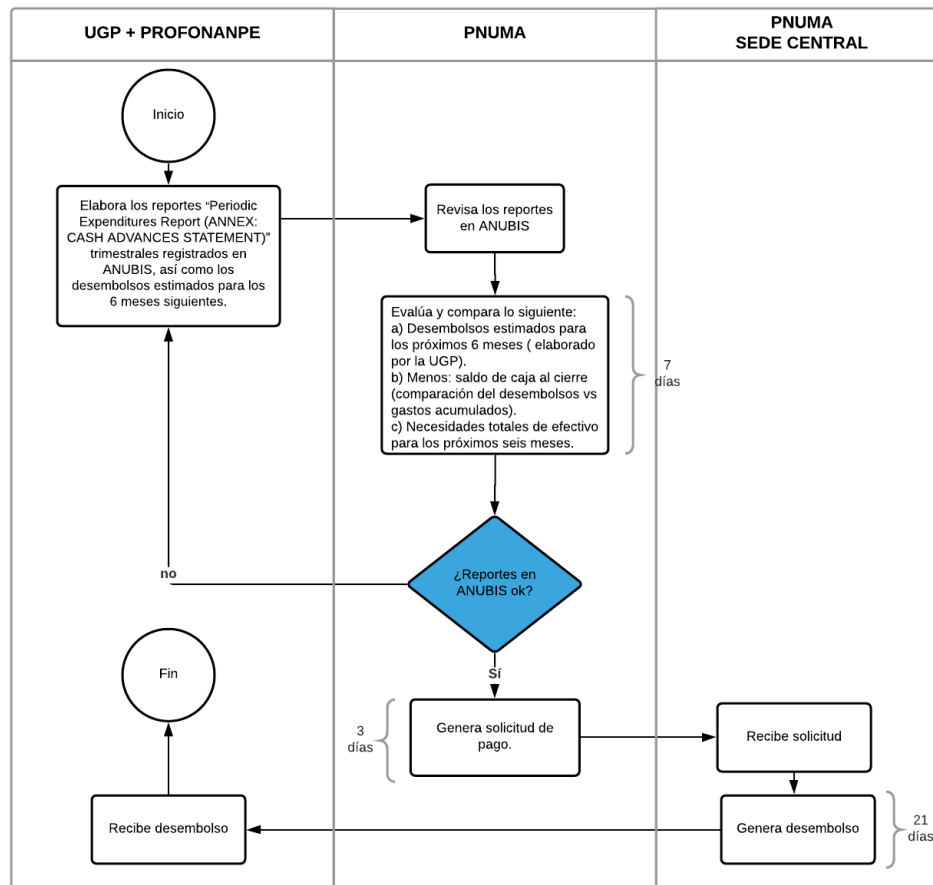 UGP + PROFONANPE
PNUMA
PNUMA
SEDE CENTRAL
Inicio
Elabora los reportes “Periodic
Expenditures Report (ANNEX:
CASH ADVANCES STATEMENT)”
trimestrales registrados en
ANUBIS, así como los
desembolsos estimados para los
6 meses siguientes.
Revisa los reportes
en ANUBIS
Evalúa y compara lo siguiente:
a) Desembolsos estimados para
los próximos 6 meses ( elaborado
por la UGP).
b) Menos: saldo de caja al cierre
(comparación del desembolsos vs
gastos acumulados).
c) Necesidades totales de efectivo
para los próximos seis meses.
7
días
¿Reportes en
ANUBIS ok?
no
Sí
Fin
3
días
Genera solicitud de
pago.
Recibe solicitud
Recibe desembolso
Genera desembolso
21
días